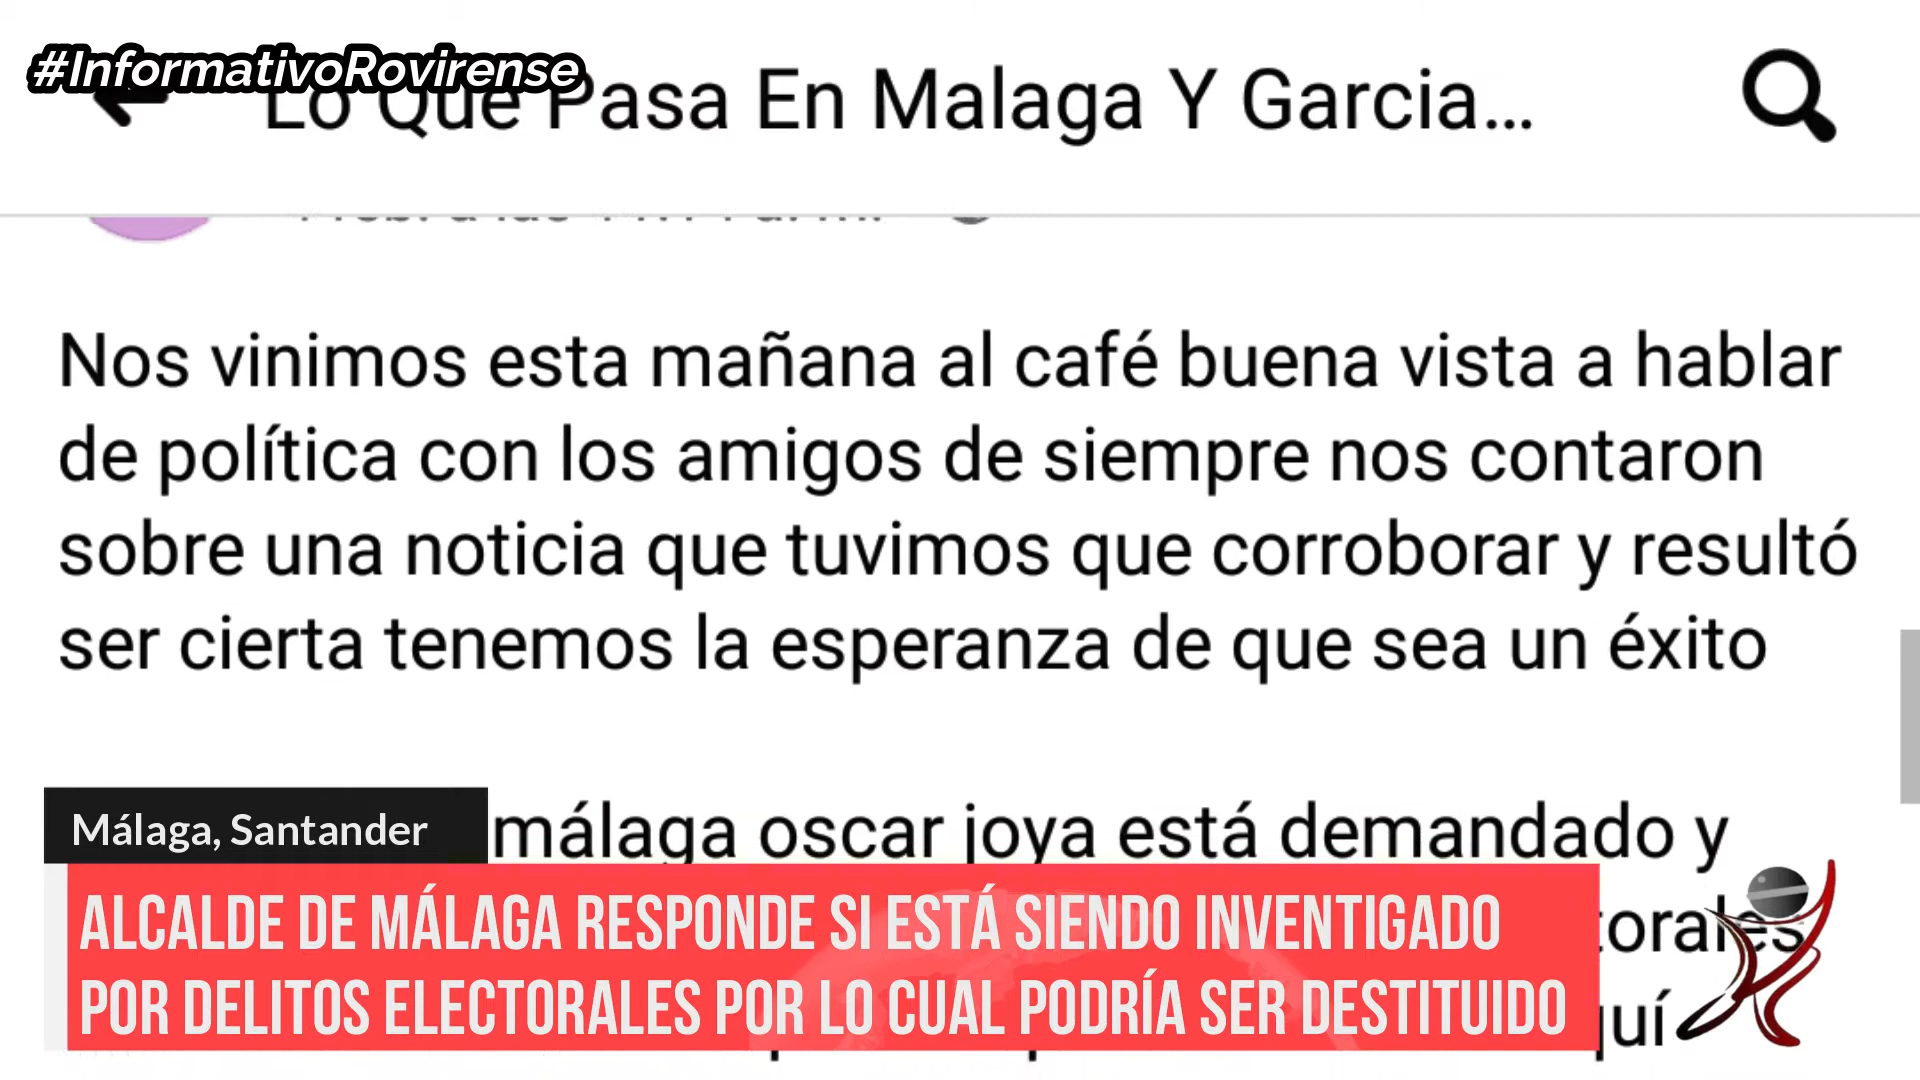 #InformativoRovirense
Lo Que Pasa En Malaga Y Garcia...
Nos vinimos esta mañana al café buena vista a hablar
de política con los amigos de siempre nos contaron
sobre una noticia que tuvimos que corroborar y resultó
ser cierta tenemos la esperanza de que sea un éxito
Málaga, Santander
málaga oscar joya está demandado y
ALCALDE DE MÁLAGA RESPONDE SI ESTÁ SIENDO INVENTIGADO
POR DELITOS ELECTORALES POR LO CUAL PODRÍA SER DESTITUIDO